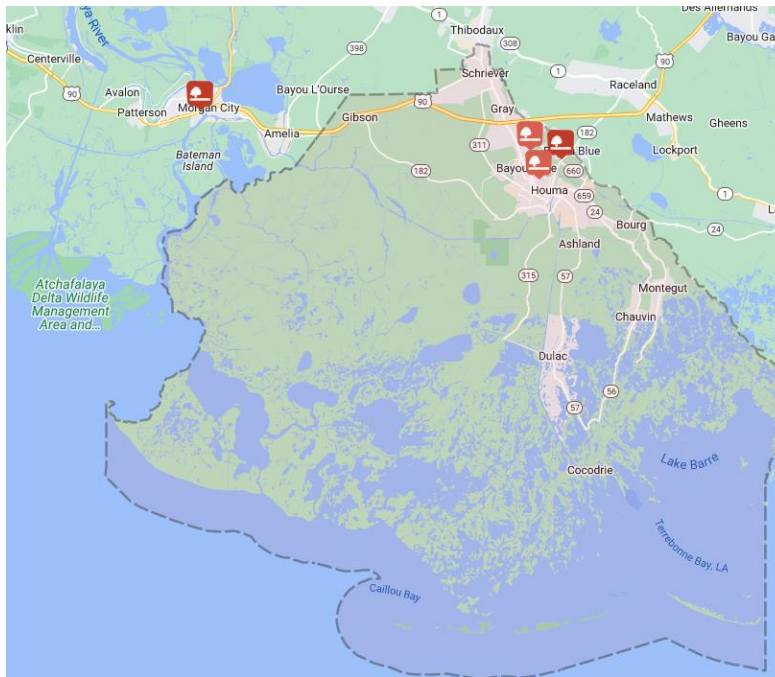 Des Allemands
1
Thibodaux
308
Bayou Ga
klin
Centerville
398
90
Schriever
1
Raceland
90
Avalon
Bayou L'Ourse
90
Patterson
Morgan City
Gibson
90
Gray
Mathews
Gheens
Amelia
311
182
Blue
Lockport
Bateman
Island
182
Bayou
660
1
Houma
659
24
Bourg
24
Ashland
Atchafalaya
Delta Wildlife
Management
Area and...
315
57
Montegut
Chauvin
Dulac
56
57
Lake Barre
Cocodrie
Terrebonne Bay, LA
Caillou Bay